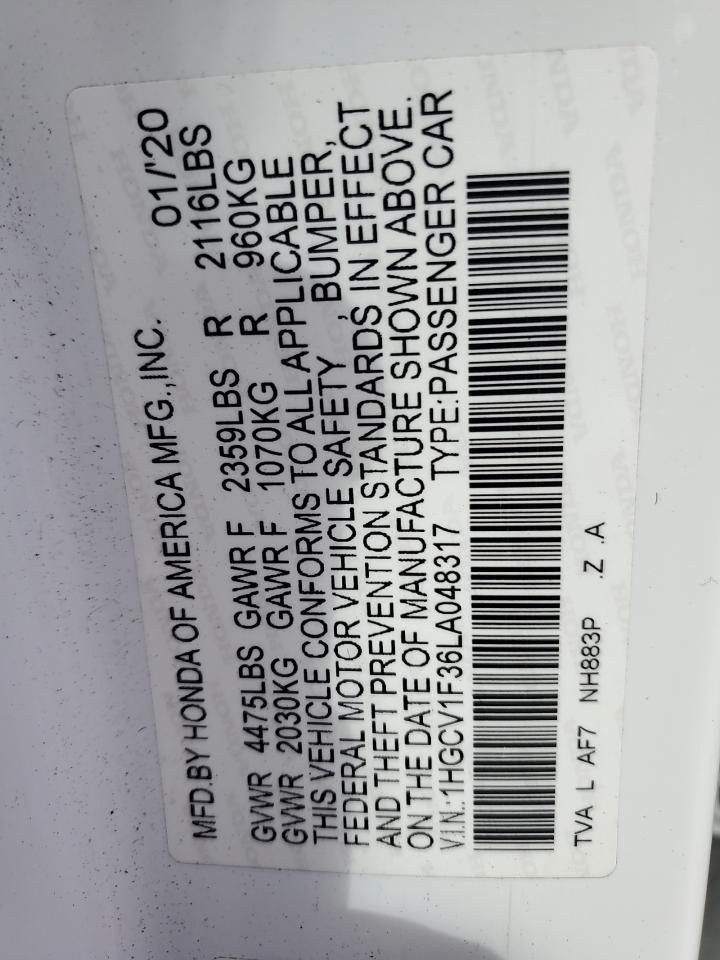 MFD.BY HONDA OF AMERICA MFG.,INC. 01/'20
GVWR 4475LBS GAWR F 2359LBS R 2116LBS
GVWR 2030KG GAWR F 1070KG R 960KG
THIS VEHICLE CONFORMS TO ALL APPLICABLE
FEDERAL MOTOR VEHICLE SAFETY , BUMPER,
AND THEFT PREVENTION STANDARDS IN EFFECT
ON THE DATE OF MANUFACTURE SHOWN ABOVE.
V.I.N.:1HGCV1F36LA048317 TYPE:PASSENGER CAR
TVA L AF7 NH883P .Z .A